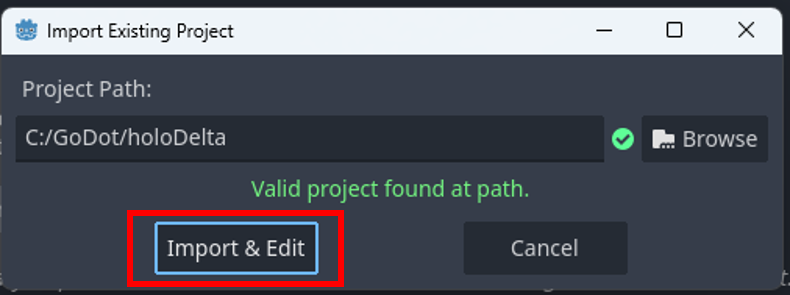 Import Existing Project
Project Path:
C:/GoDot/holoDelta
Browse
Valid project found at path.
Import & Edit
Cancel